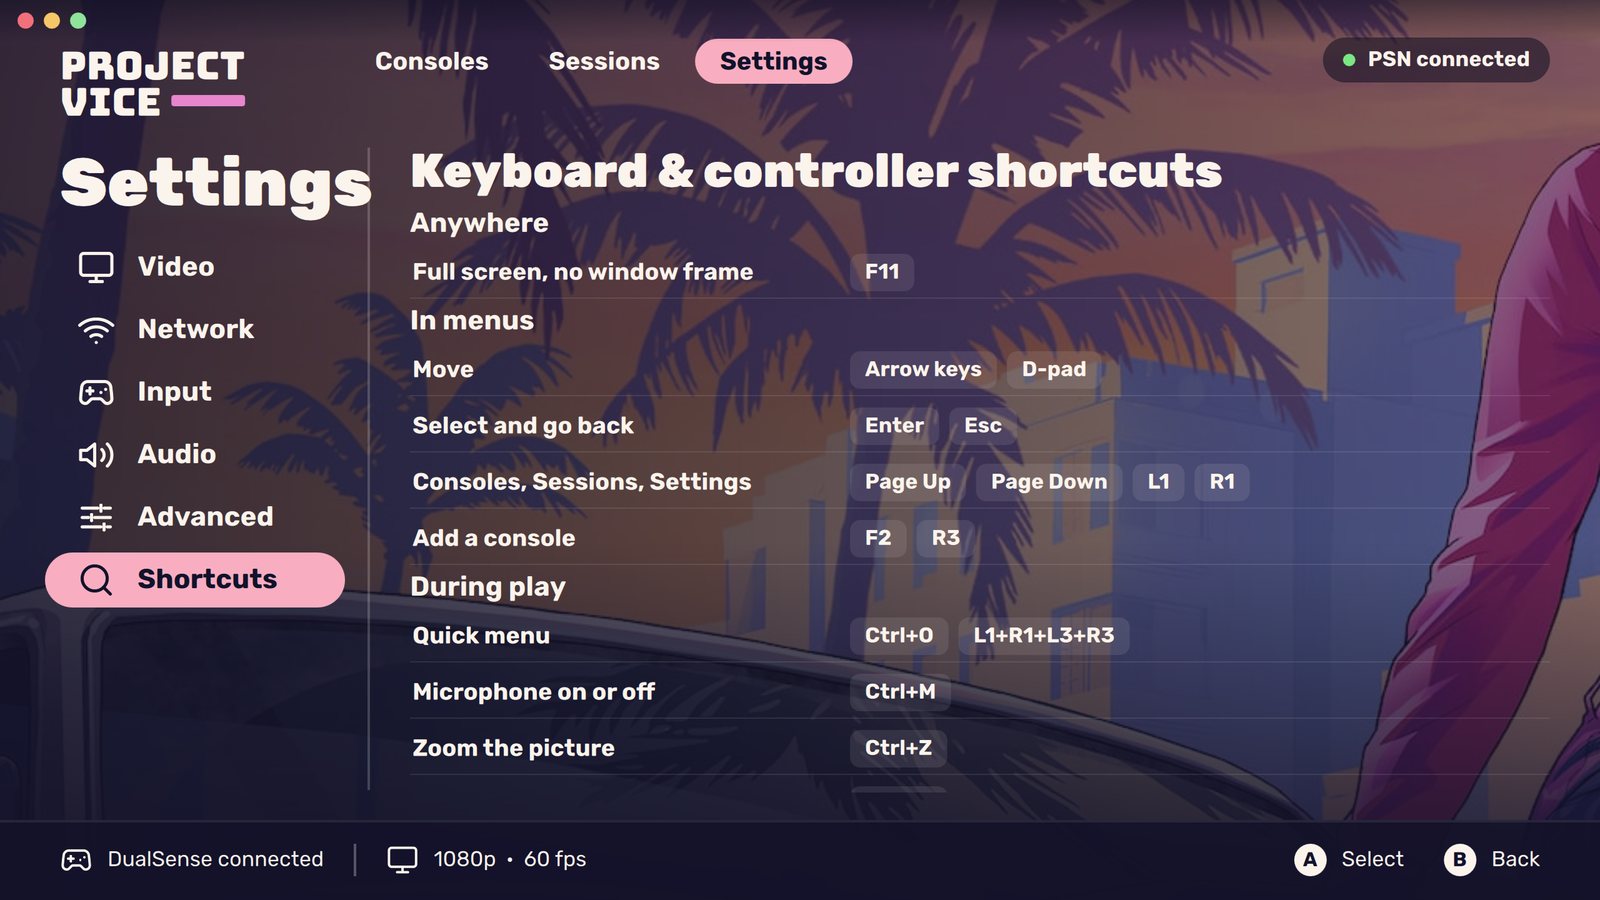 PROJECT
VICE
Consoles
Sessions
Settings
PSN connected
Settings
Video
Network
Input
Audio
Advanced
Shortcuts
Keyboard & controller shortcuts
Anywhere
Full screen, no window frame F11
In menus
Move Arrow keys D-pad
Select and go back Enter Esc
Consoles, Sessions, Settings Page Up Page Down L1 R1
Add a console F2 R3
During play
Quick menu Ctrl+O L1+R1+L3+R3
Microphone on or off Ctrl+M
Zoom the picture Ctrl+Z
DualSense connected
1080p • 60 fps
A Select
B Back